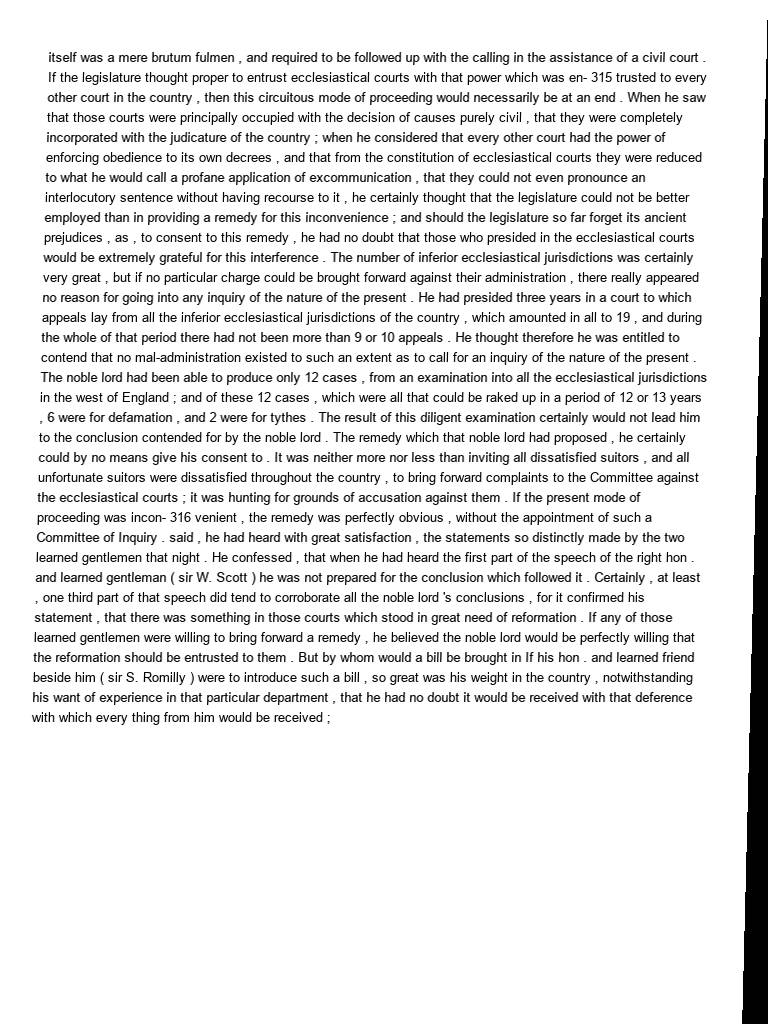 itself was a mere brutum fulmen , and required to be followed up with the calling in the assistance of a civil court .
If the legislature thought proper to entrust ecclesiastical courts with that power which was en- 315 trusted to every
other court in the country , then this circuitous mode of proceeding would necessarily be at an end . When he saw
that those courts were principally occupied with the decision of causes purely civil , that they were completely
incorporated with the judicature of the country ; when he considered that every other court had the power of
enforcing obedience to its own decrees , and that from the constitution of ecclesiastical courts they were reduced
to what he would call a profane application of excommunication , that they could not even pronounce an
interlocutory sentence without having recourse to it , he certainly thought that the legislature could not be better
employed than in providing a remedy for this inconvenience ; and should the legislature so far forget its ancient
prejudices , as , to consent to this remedy , he had no doubt that those who presided in the ecclesiastical courts
would be extremely grateful for this interference . The number of inferior ecclesiastical jurisdictions was certainly
very great , but if no particular charge could be brought forward against their administration , there really appeared
no reason for going into any inquiry of the nature of the present . He had presided three years in a court to which
appeals lay from all the inferior ecclesiastical jurisdictions of the country , which amounted in all to 19 , and during
the whole of that period there had not been more than 9 or 10 appeals . He thought therefore he was entitled to
contend that no mal-administration existed to such an extent as to call for an inquiry of the nature of the present .
The noble lord had been able to produce only 12 cases , from an examination into all the ecclesiastical jurisdictions
in the west of England ; and of these 12 cases , which were all that could be raked up in a period of 12 or 13 years
, 6 were for defamation , and 2 were for tythes . The result of this diligent examination certainly would not lead him
to the conclusion contended for by the noble lord . The remedy which that noble lord had proposed , he certainly
could by no means give his consent to . It was neither more nor less than inviting all dissatisfied suitors , and all
unfortunate suitors were dissatisfied throughout the country , to bring forward complaints to the Committee against
the ecclesiastical courts ; it was hunting for grounds of accusation against them . If the present mode of
proceeding was incon- 316 venient , the remedy was perfectly obvious , without the appointment of such a
Committee of Inquiry . said , he had heard with great satisfaction , the statements so distinctly made by the two
learned gentlemen that night . He confessed , that when he had heard the first part of the speech of the right hon .
and learned gentleman ( sir W. Scott ) he was not prepared for the conclusion which followed it . Certainly , at least
, one third part of that speech did tend to corroborate all the noble lord 's conclusions , for it confirmed his
statement , that there was something in those courts which stood in great need of reformation . If any of those
learned gentlemen were willing to bring forward a remedy , he believed the noble lord would be perfectly willing that
the reformation should be entrusted to them . But by whom would a bill be brought in If his hon . and learned friend
beside him ( sir S. Romilly ) were to introduce such a bill , so great was his weight in the country , notwithstanding
his want of experience in that particular department , that he had no doubt it would be received with that deference
with which every thing from him would be received ;